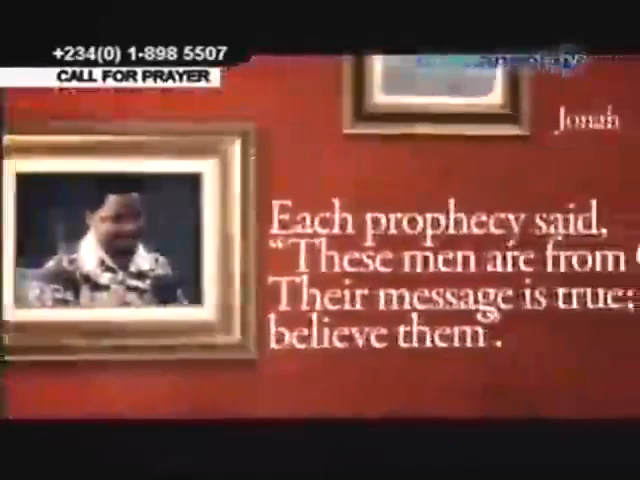 +234(0) 1-898 5507
CALL FOR PRAYER
Jonah
Each prophecy said,
"These men are from
Their message is true;
believe them".